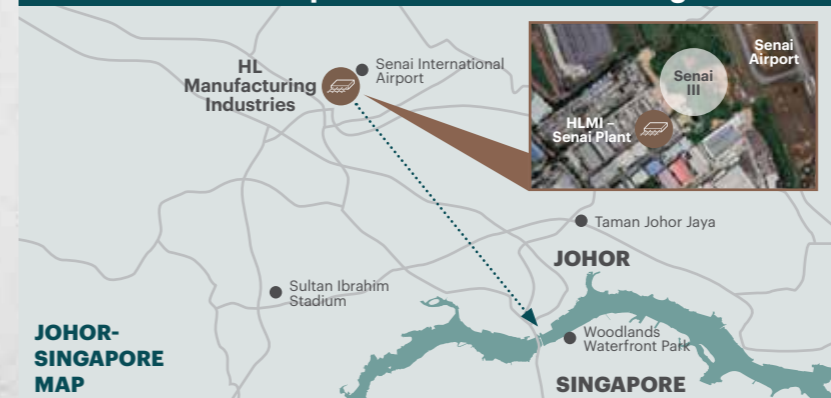 HL
Manufacturing
Industries
Senai International
Airport
Senai
Airport
Senai
III
HLMI –
Senai Plant
Taman Johor Jaya
JOHOR
Sultan Ibrahim
Stadium
Woodlands
Waterfront Park
JOHOR-
SINGAPORE
MAP
SINGAPORE